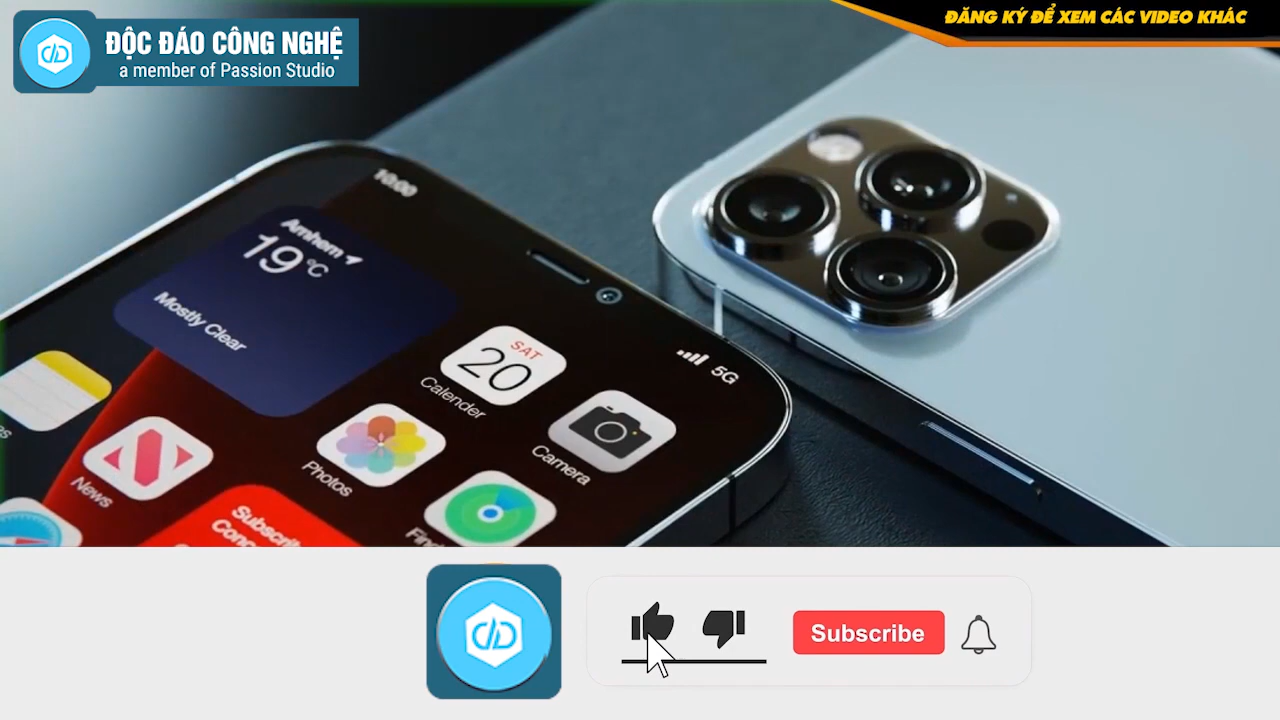 ĐỘC ĐÁO CÔNG NGHỆ
a member of Passion Studio
ĐĂNG KÝ ĐỂ XEM CÁC VIDEO KHÁC
10:00
Arnhem
19°C
Mostly Clear
SAT
20
Calender
5G
Camera
Photos
News
Subscribe